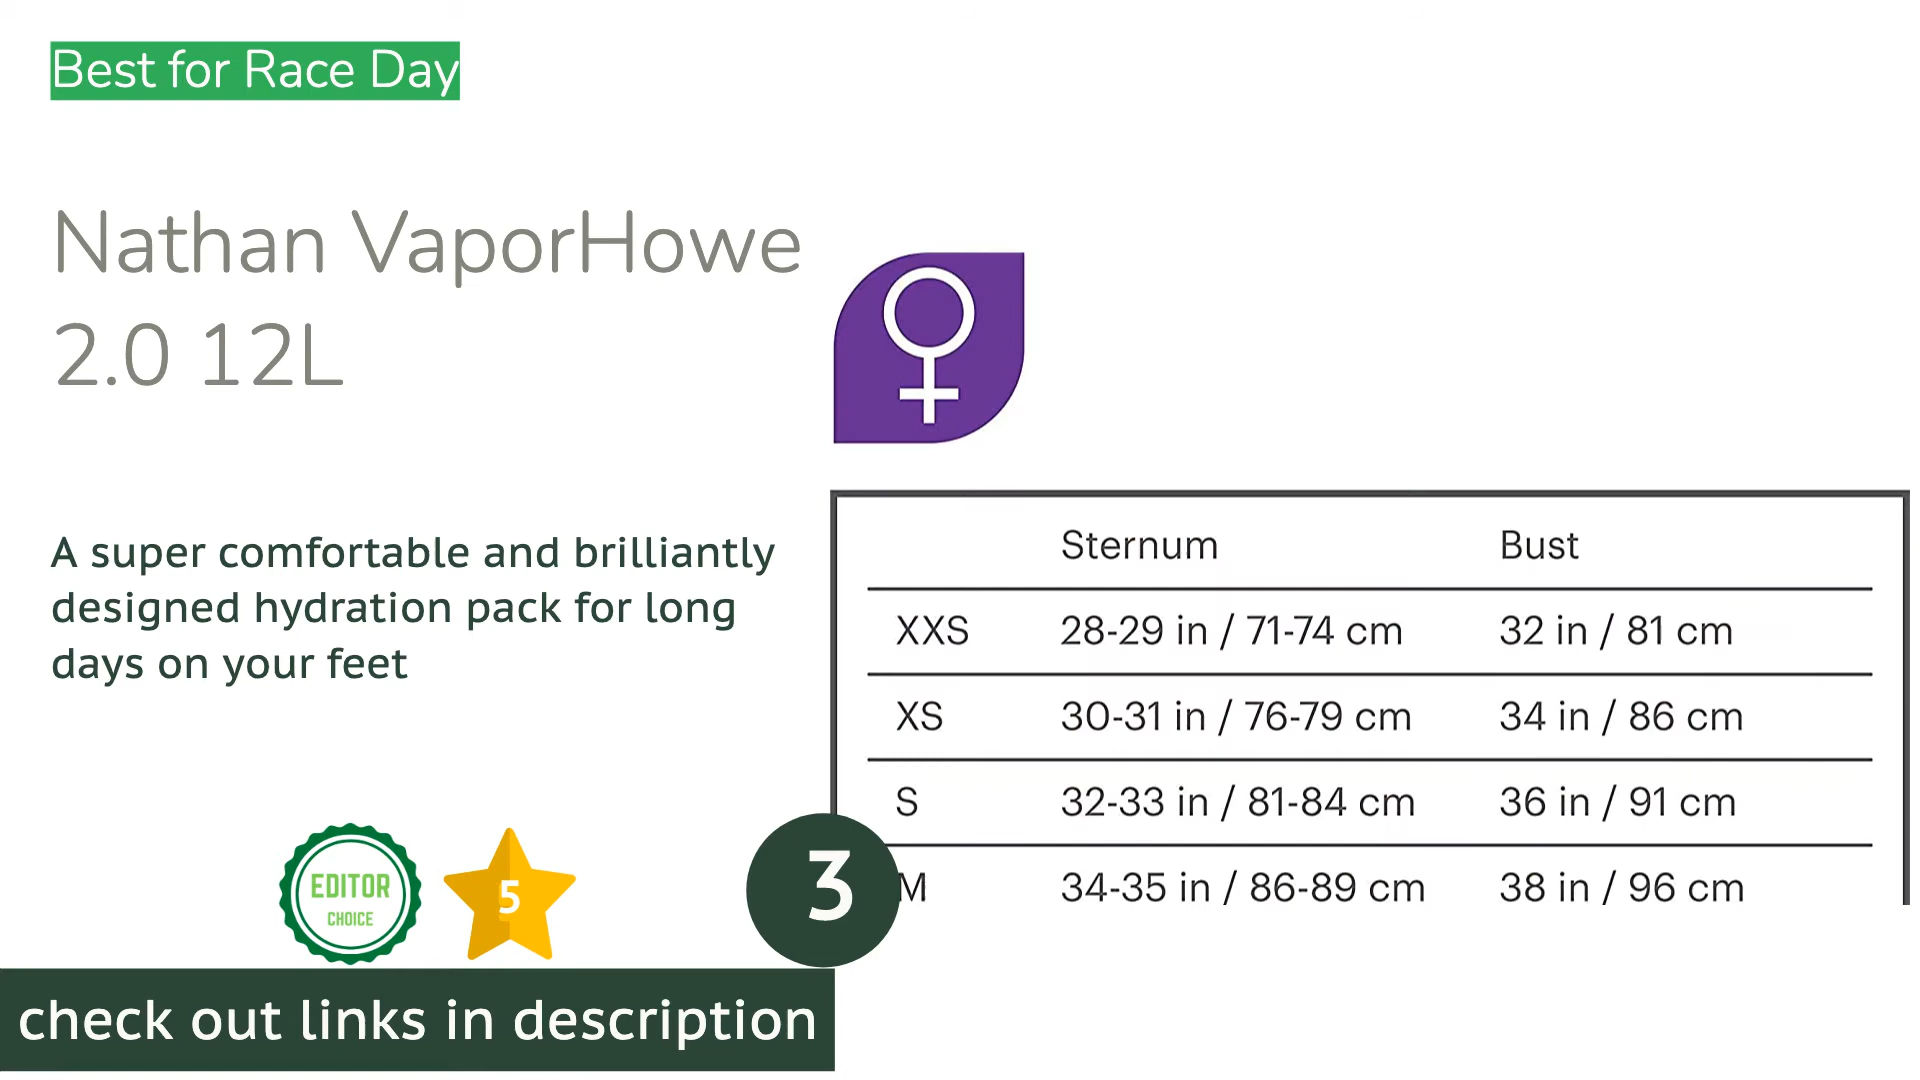 Best for Race Day
Nathan VaporHowe
2.0 12L
A super comfortable and brilliantly
designed hydration pack for long
days on your feet
EDITOR
CHOICE
5
3
check out links in description
Sternum Bust
XXS 28-29 in / 71-74 cm 32 in / 81 cm
XS 30-31 in / 76-79 cm 34 in / 86 cm
S 32-33 in / 81-84 cm 36 in / 91 cm
M 34-35 in / 86-89 cm 38 in / 96 cm